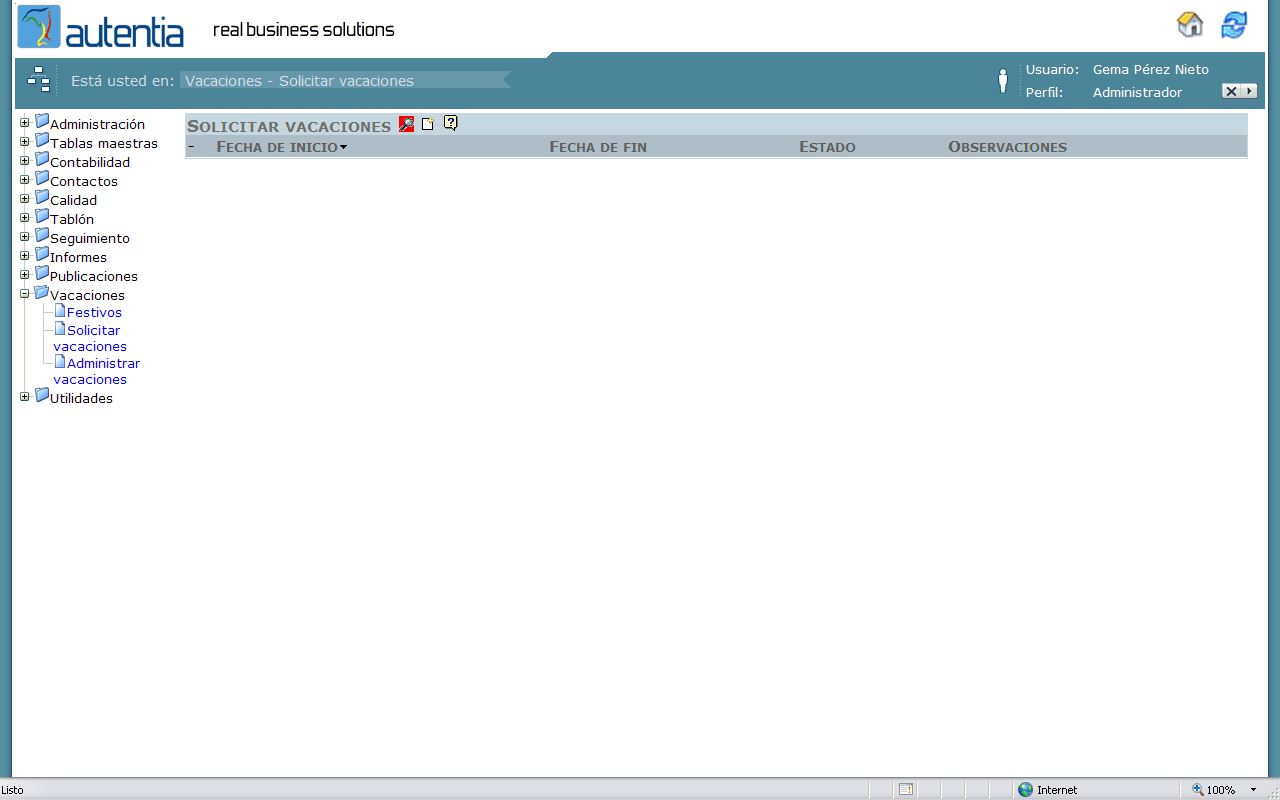 autentia real business solutions
Está usted en: Vacaciones - Solicitar vacaciones
Usuario: Gema Pérez Nieto
Perfil: Administrador
Administración
Tablas maestras
Contabilidad
Contactos
Calidad
Tablón
Seguimiento
Informes
Publicaciones
Vacaciones
Festivos
Solicitar
vacaciones
Administrar
vacaciones
Utilidades
SOLICITAR VACACIONES
- FECHA DE INICIO FECHA DE FIN ESTADO OBSERVACIONES
Listo Internet 100%